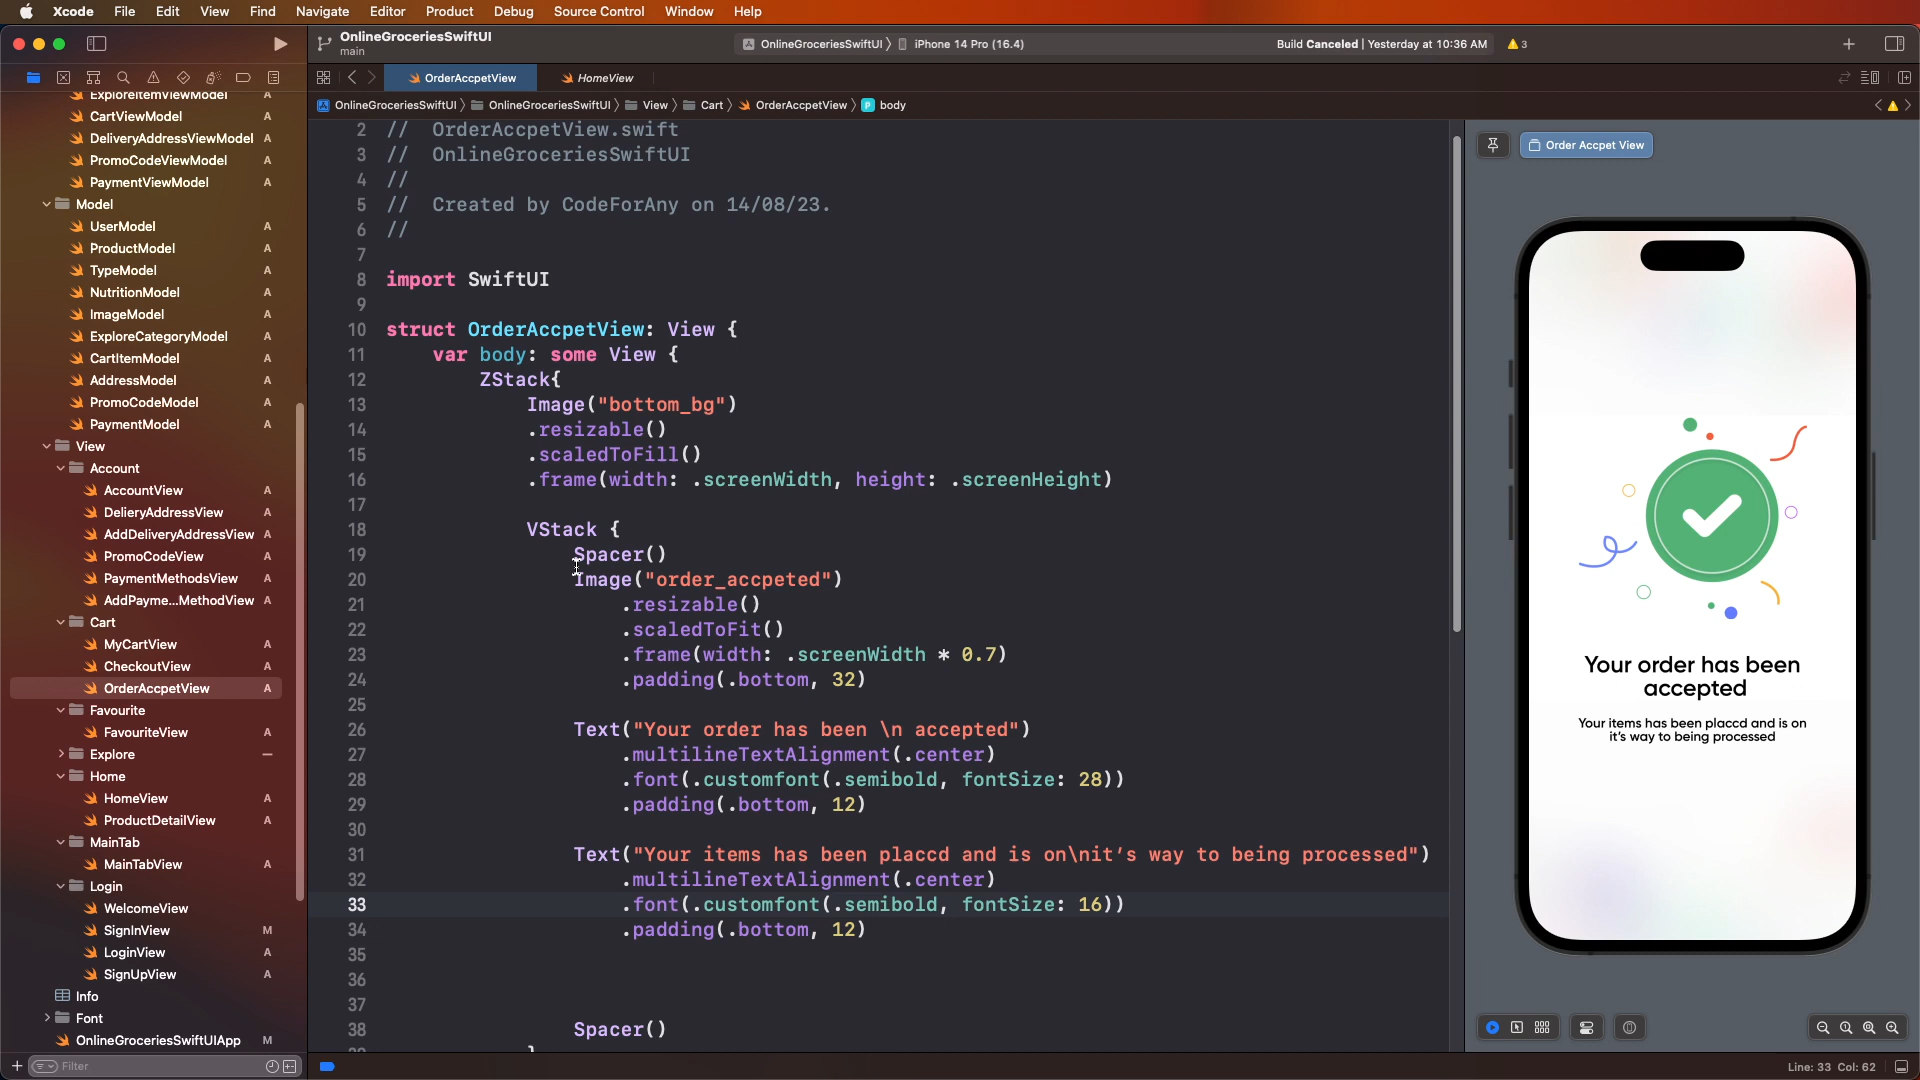 Xcode File Edit View Find Navigate Editor Product Debug Source Control Window Help
OnlineGroceriesSwiftUI
main
OnlineGroceriesSwiftUI iPhone 14 Pro (16.4)
Build Canceled | Yesterday at 10:36 AM 3
OrderAccpetView
HomeView
OnlineGroceriesSwiftUI OnlineGroceriesSwiftUI View Cart OrderAccpetView P body
ExploreItemViewModel A
CartViewModel A
DeliveryAddressViewModel A
PromoCodeViewModel A
PaymentViewModel A
Model
UserModel A
ProductModel A
TypeModel A
NutritionModel A
ImageModel A
ExploreCategoryModel A
CartItemModel A
AddressModel A
PromoCodeModel A
PaymentModel A
View
Account
AccountView A
DelieryAddressView A
AddDeliveryAddressView A
PromoCodeView A
PaymentMethodsView A
AddPayme...MethodView A
Cart
MyCartView A
CheckoutView A
OrderAccpetView A
Favourite
FavouriteView A
Explore
Home
HomeView A
ProductDetailView A
MainTab
MainTabView A
Login
WelcomeView
SignInView M
LoginView A
SignUpView A
Info
Font
OnlineGroceriesSwiftUIApp M
Filter
2 // OrderAccpetView.swift
3 // OnlineGroceriesSwiftUI
4 //
5 // Created by CodeForAny on 14/08/23.
6 //
7
8 import SwiftUI
9
10 struct OrderAccpetView: View {
11 var body: some View {
12 ZStack{
13 Image("bottom_bg")
14 .resizable()
15 .scaledToFill()
16 .frame(width: .screenWidth, height: .screenHeight)
17
18 VStack {
19 Spacer()
20 Image("order_accpeted")
21 .resizable()
22 .scaledToFit()
23 .frame(width: .screenWidth * 0.7)
24 .padding(.bottom, 32)
25
26 Text("Your order has been \n accepted")
27 .multilineTextAlignment(.center)
28 .font(.customfont(.semibold, fontSize: 28))
29 .padding(.bottom, 12)
30
31 Text("Your items has been placcd and is on\nit’s way to being processed")
32 .multilineTextAlignment(.center)
33 .font(.customfont(.semibold, fontSize: 16))
34 .padding(.bottom, 12)
35
36
37
38 Spacer()
Order Accpet View
Your order has been
accepted
Your items has been placcd and is on
it’s way to being processed
Line: 33 Col: 62